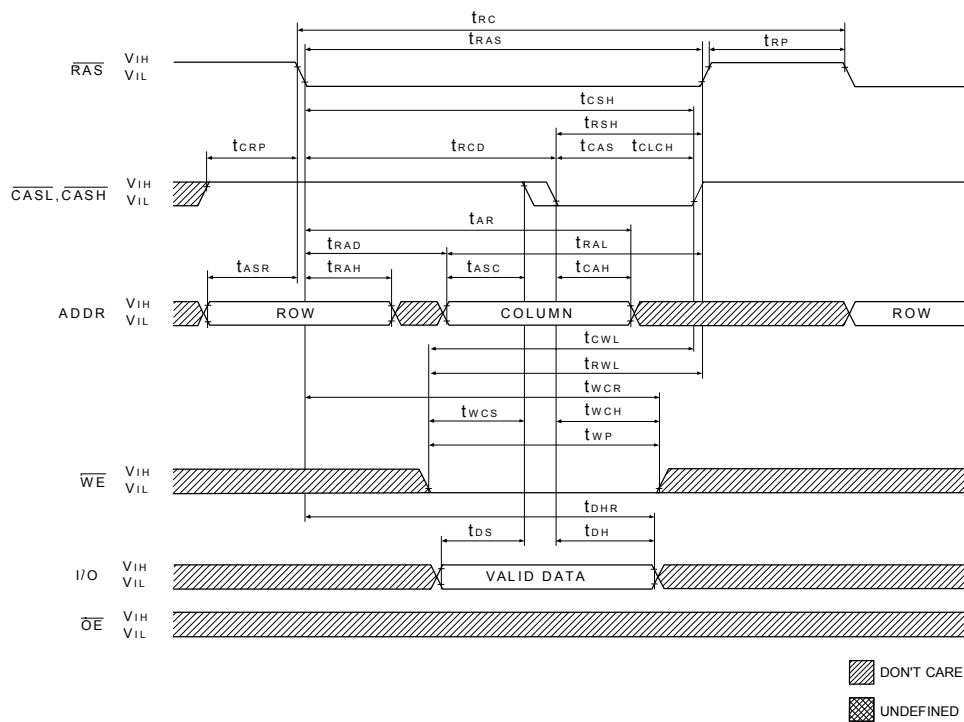 tRC
tRAS tRP
RAS VIH
VIL
tCSH
tRSH
tCRP tRCD tCAS tCLCH
CASL,CASH VIH
VIL
tAR
tRAD tRAL
tASR tRAH tASC tCAH
ADDR VIH
VIL
ROW COLUMN ROW
tCWL
tRWL
tWCR
tWCS tWCH
tWP
WE VIH
VIL
tDHR
tDS tDH
I/O VIH
VIL
VALID DATA
OE VIH
VIL
DON'T CARE
UNDEFINED